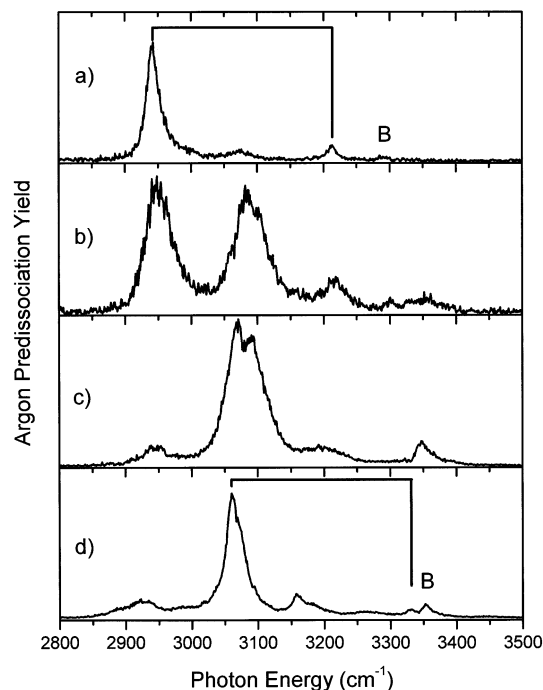 a)
B
b)
c)
d)
B
Argon Predissociation Yield
2800 2900 3000 3100 3200 3300 3400 3500
Photon Energy (cm⁻¹)